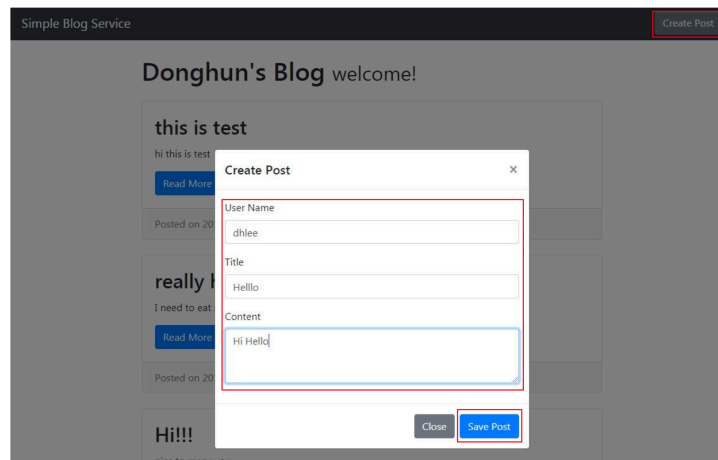 Simple Blog Service
Create Post
Donghun's Blog welcome!
this is test
hi this is test
Read More
Posted on 20
Create Post ×
User Name
dhlee
Title
Helllo
Content
Hi Hello
Close Save Post
really
I need to eat
Read More
Posted on 20
Hi!!!